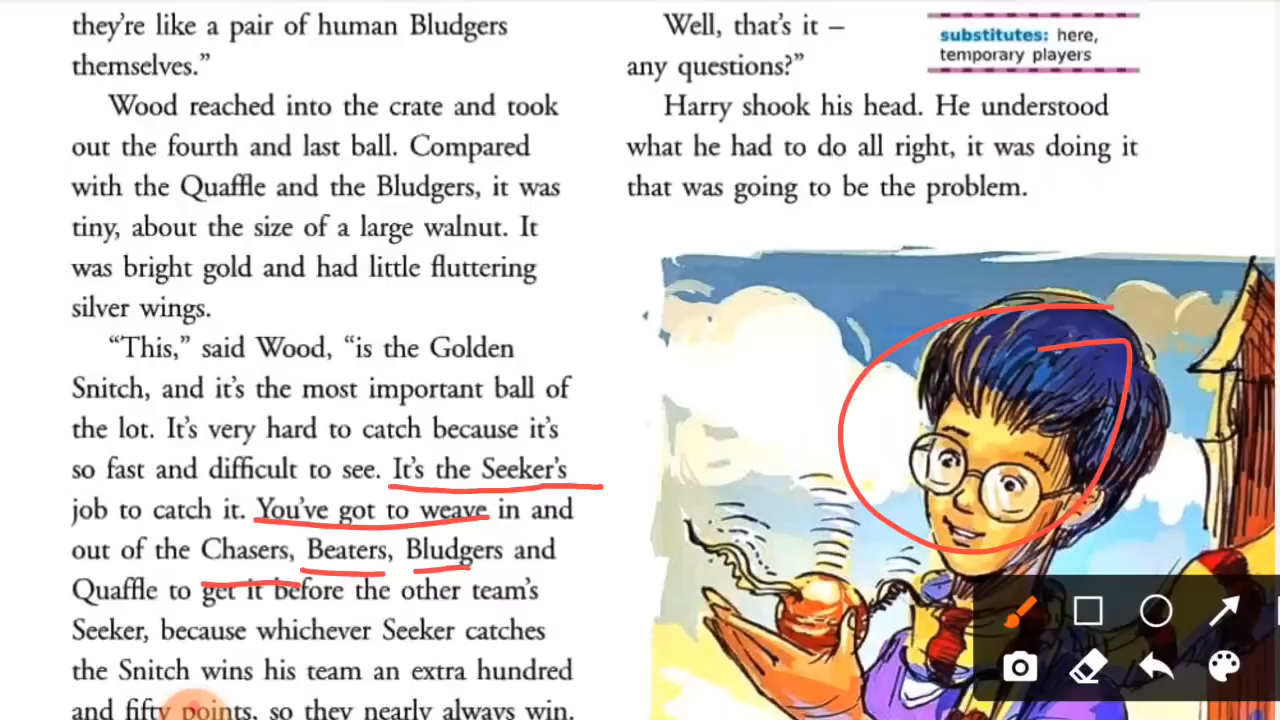 they're like a pair of human Bludgers
themselves.”
Wood reached into the crate and took
out the fourth and last ball. Compared
with the Quaffle and the Bludgers, it was
tiny, about the size of a large walnut. It
was bright gold and had little fluttering
silver wings.
“This,” said Wood, “is the Golden
Snitch, and it's the most important ball of
the lot. It's very hard to catch because it's
so fast and difficult to see. It's the Seeker's
job to catch it. You've got to weave in and
out of the Chasers, Beaters, Bludgers and
Quaffle to get it before the other team's
Seeker, because whichever Seeker catches
the Snitch wins his team an extra hundred
and fifty points, so they nearly always win.
Well, that's it –
any questions?”
substitutes: here,
temporary players
Harry shook his head. He understood
what he had to do all right, it was doing it
that was going to be the problem.